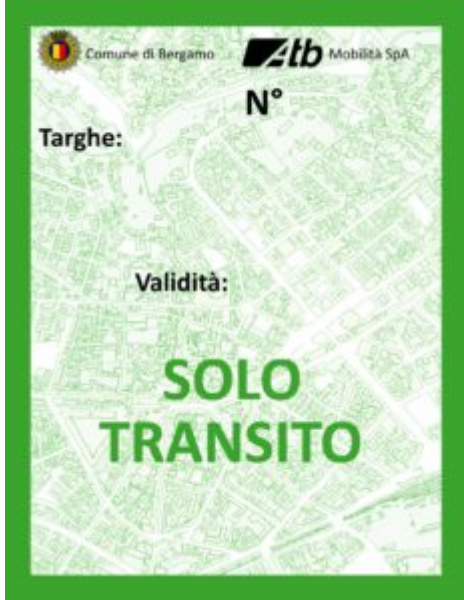 Comune di Bergamo Atb Mobilità SpA
N°
Targhe:
Validità:
SOLO
TRANSITO